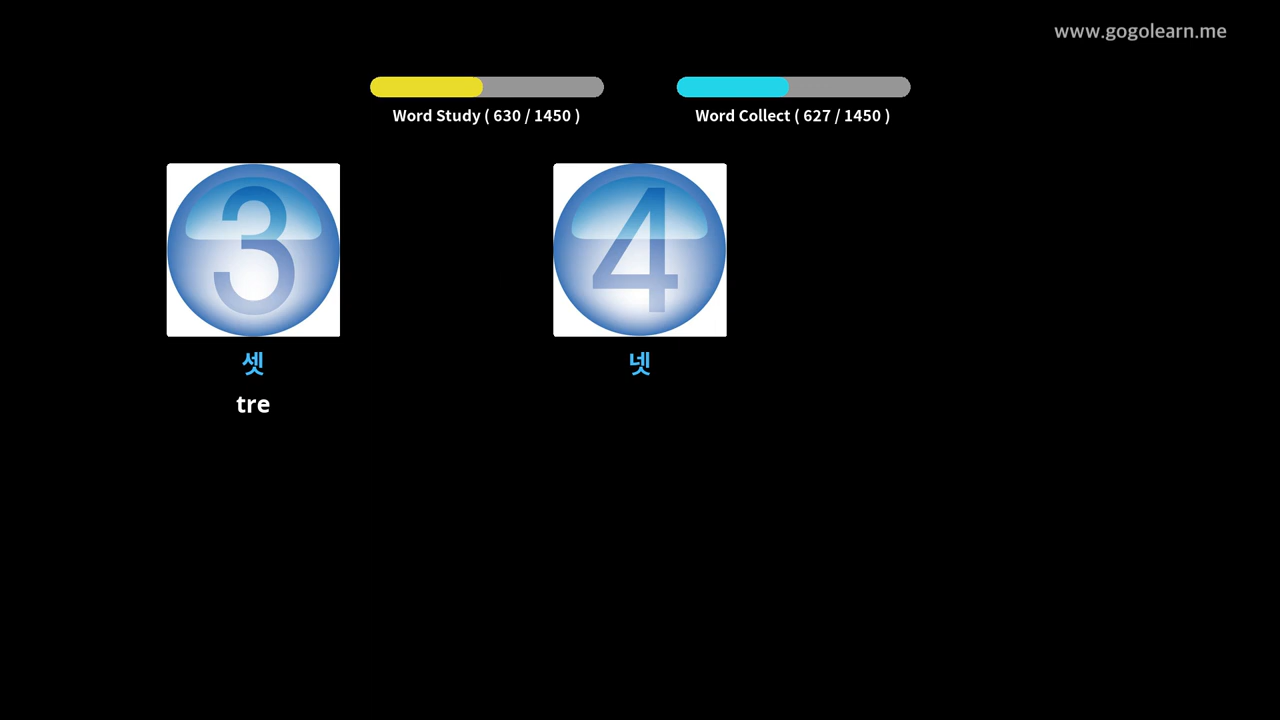 www.gogolearn.me
Word Study ( 630 / 1450 )
Word Collect ( 627 / 1450 )
3
4
셋
넷
tre